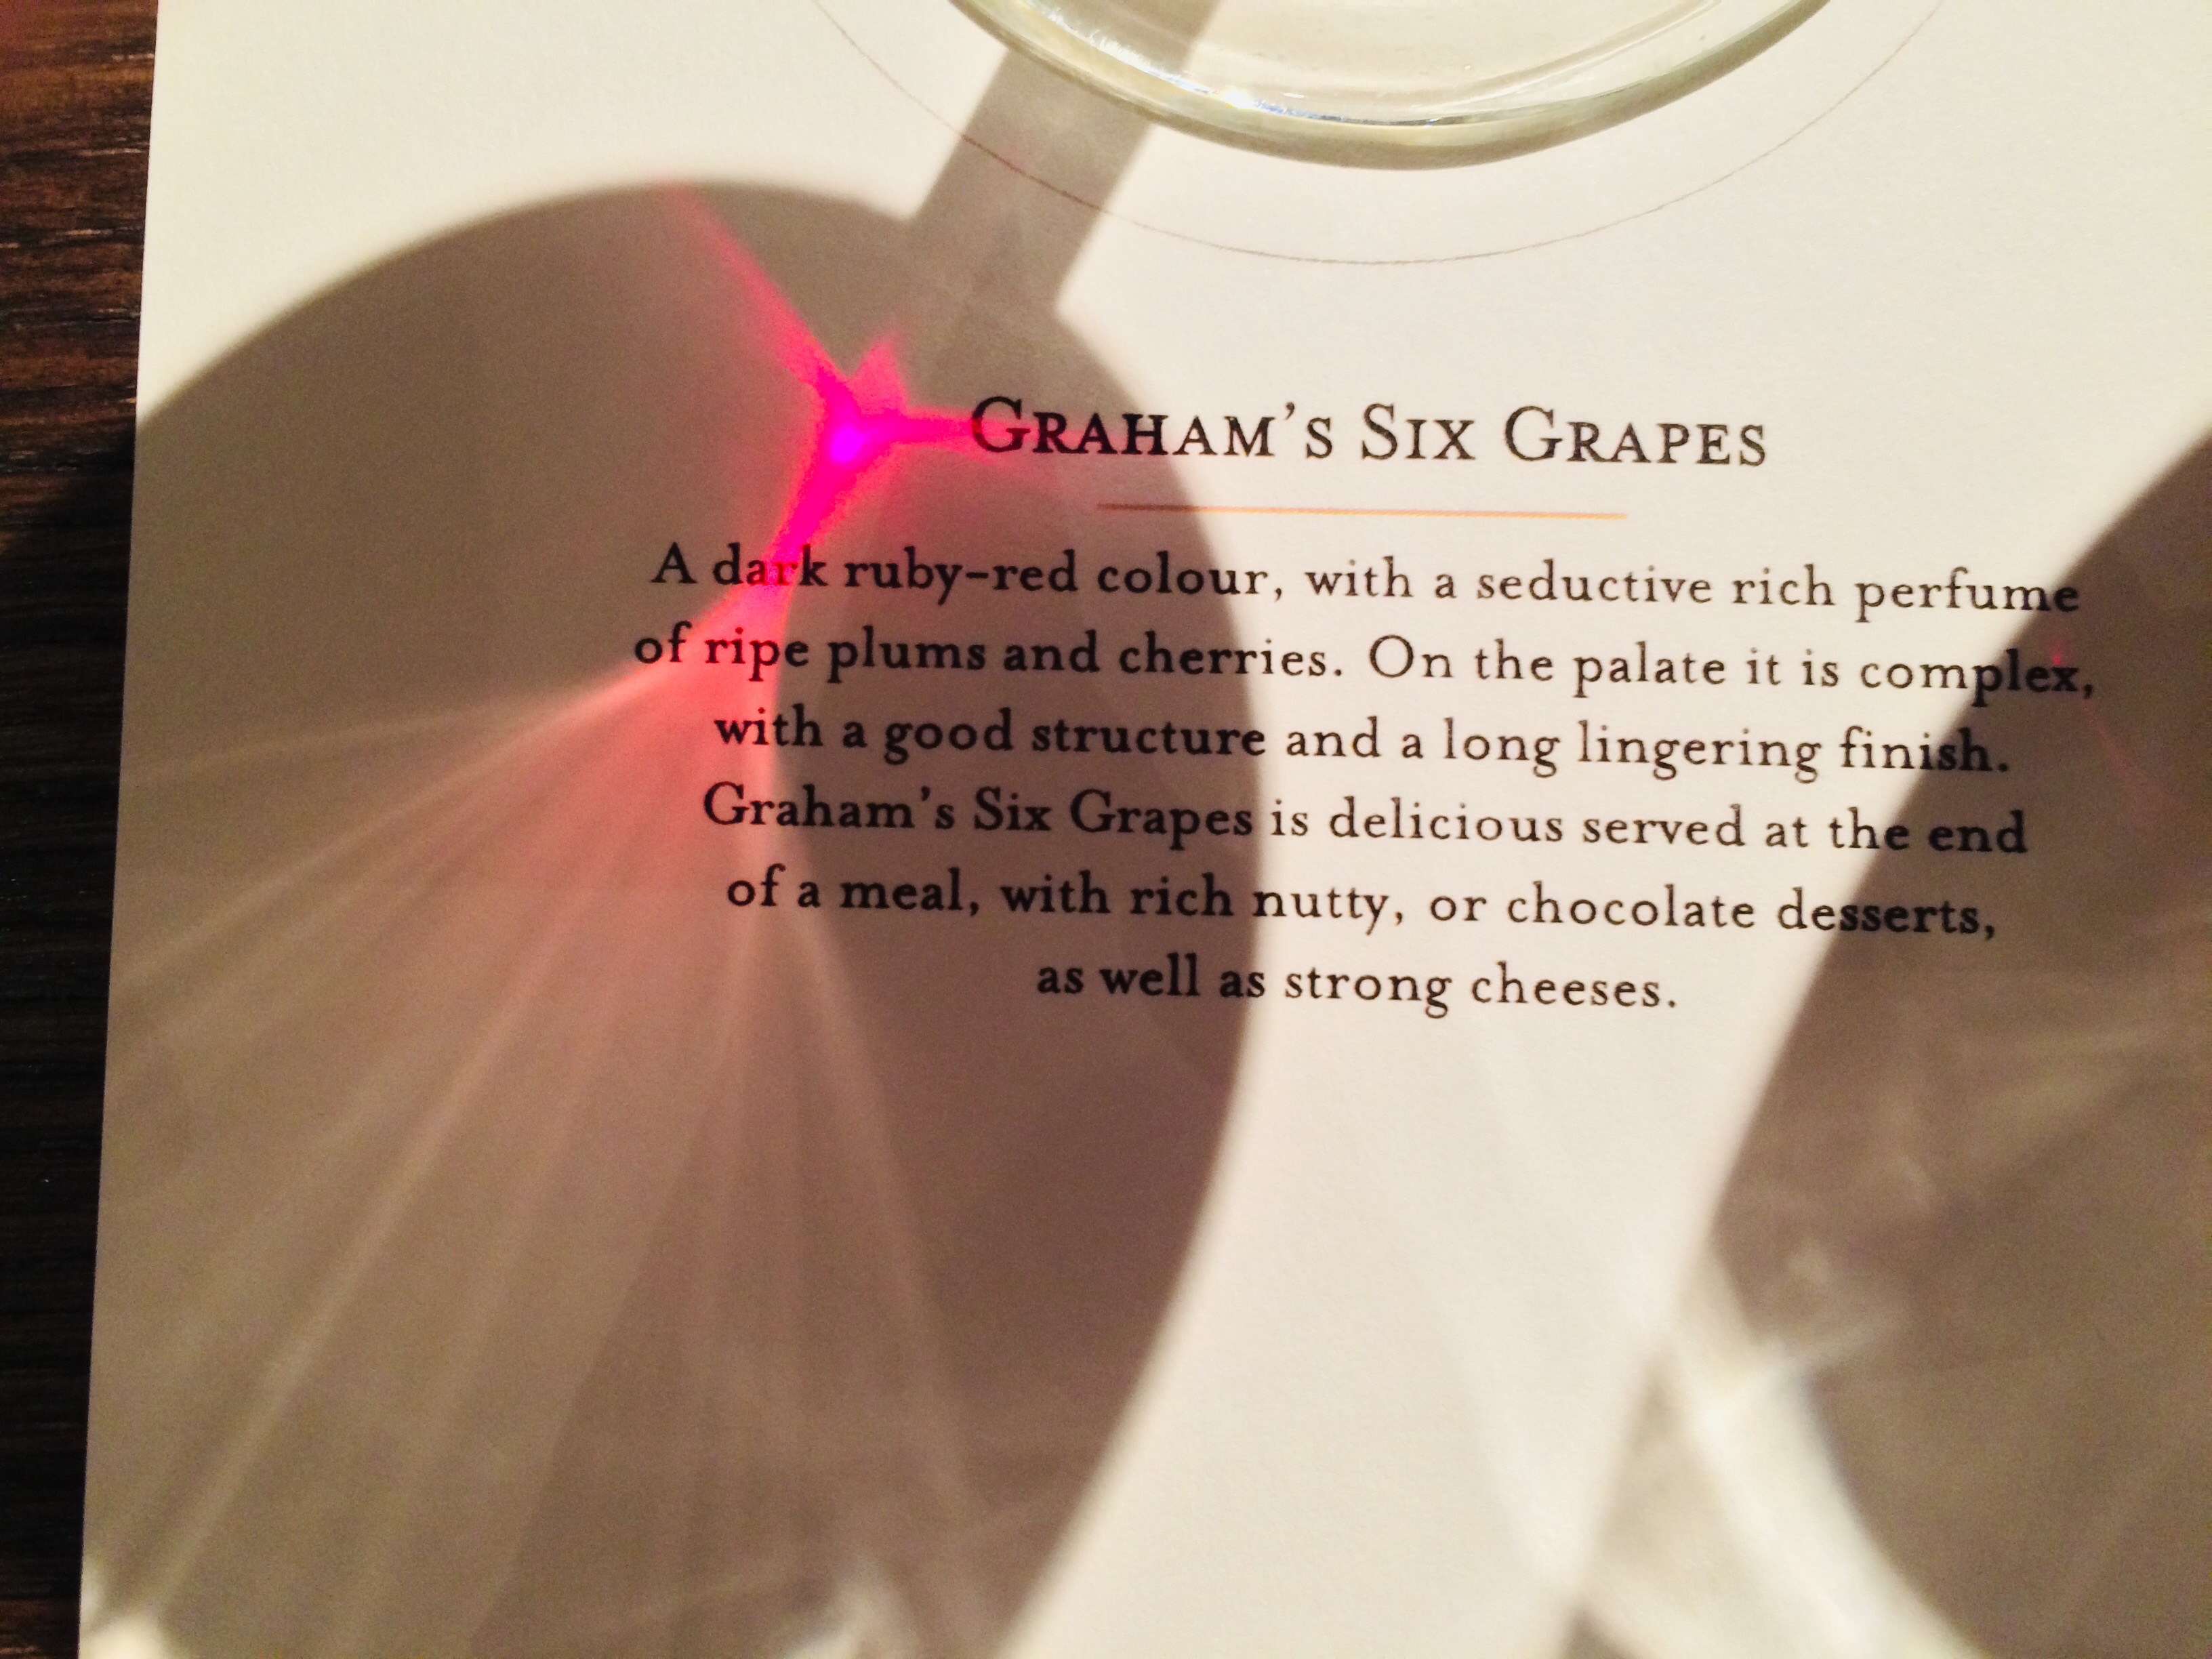 Graham's Six Grapes
A dark ruby-red colour, with a seductive rich perfume
of ripe plums and cherries. On the palate it is complex,
with a good structure and a long lingering finish.
Graham's Six Grapes is delicious served at the end
of a meal, with rich nutty, or chocolate desserts,
as well as strong cheeses.